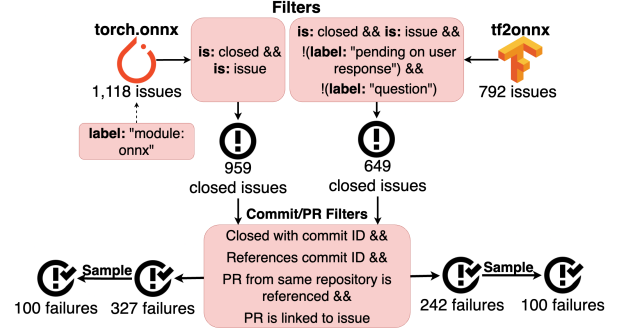 Filters
torch.onnx
1,118 issues
label: "module:
onnx"
is: closed &&
is: issue
is: closed && is: issue &&
!(label: "pending on user
response") &&
!(label: "question")
tf2onnx
792 issues
959
closed issues
649
closed issues
Commit/PR Filters
Closed with commit ID &&
References commit ID &&
PR from same repository is
referenced &&
PR is linked to issue
Sample
100 failures
327 failures
242 failures
Sample
100 failures